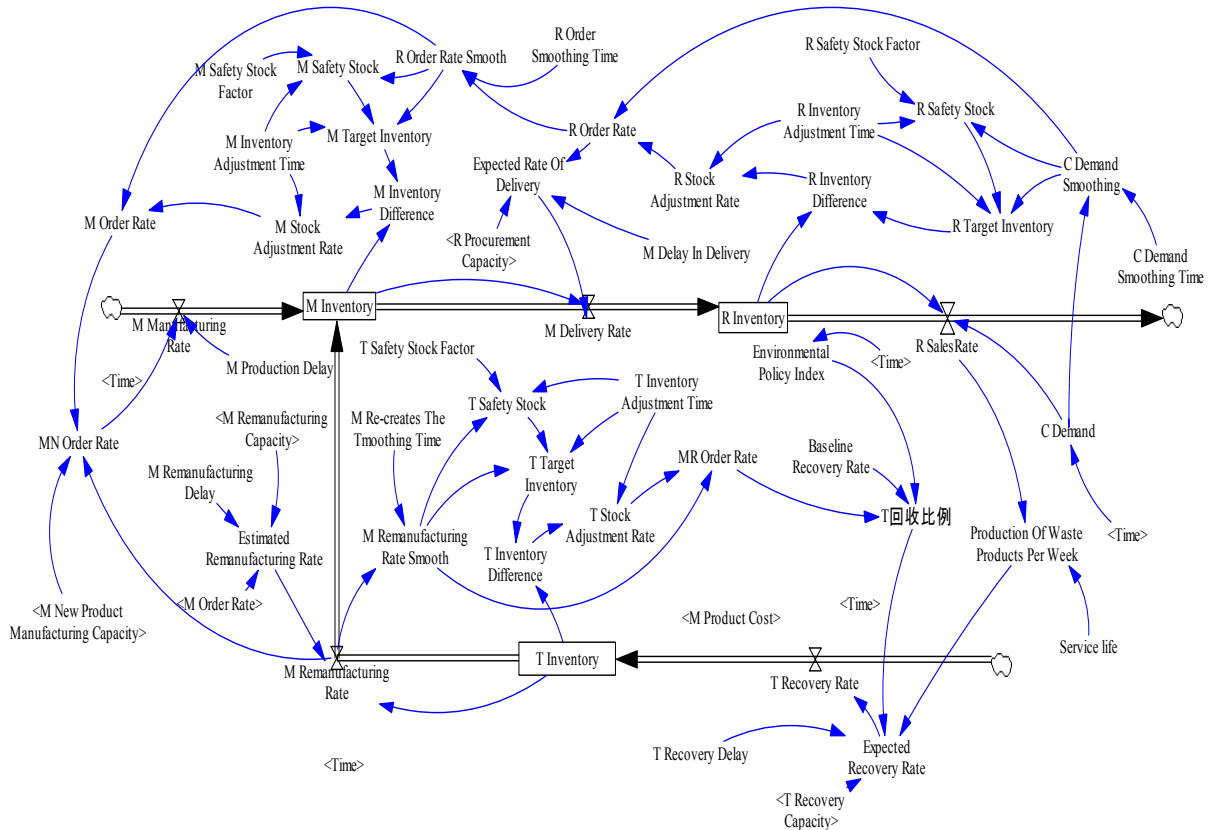 R Order
Smoothing Time
R Safety Stock Factor
M Safety Stock
Factor
M Safety Stock
R Order Rate Smooth
R Inventory
Adjustment Time
R Safety Stock
M Inventory
Adjustment Time
M Target Inventory
R Order Rate
Expected Rate Of
Delivery
R Stock
Adjustment Rate
R Inventory
Difference
C Demand
Smoothing
M Inventory
Difference
M Order Rate
M Stock
Adjustment Rate
R Target Inventory
<R Procurement
Capacity>
M Delay In Delivery
C Demand
Smoothing Time
M Inventory
R Inventory
M Manufacturing
Rate
M Delivery Rate
R SalesRate
T Safety Stock Factor
Environmental
Policy Index
<Time>
M Production Delay
<Time>
T Inventory
Adjustment Time
T Safety Stock
<M Remanufacturing
Capacity>
M Re-creates The
Tmoothing Time
MN Order Rate
C Demand
M Remanufacturing
Delay
T Target
Inventory
MR Order Rate
Baseline
Recovery Rate
T Stock
Adjustment Rate
T回收比例
Estimated
Remanufacturing Rate
M Remanufacturing
Rate Smooth
T Inventory
Difference
Production Of Waste
Products Per Week
<Time>
<M New Product
Manufacturing Capacity>
<M Order Rate>
<M Product Cost>
<Time>
Service life
M Remanufacturing
Rate
T Inventory
T Recovery Rate
<Time>
T Recovery Delay
Expected
Recovery Rate
<T Recovery
Capacity>